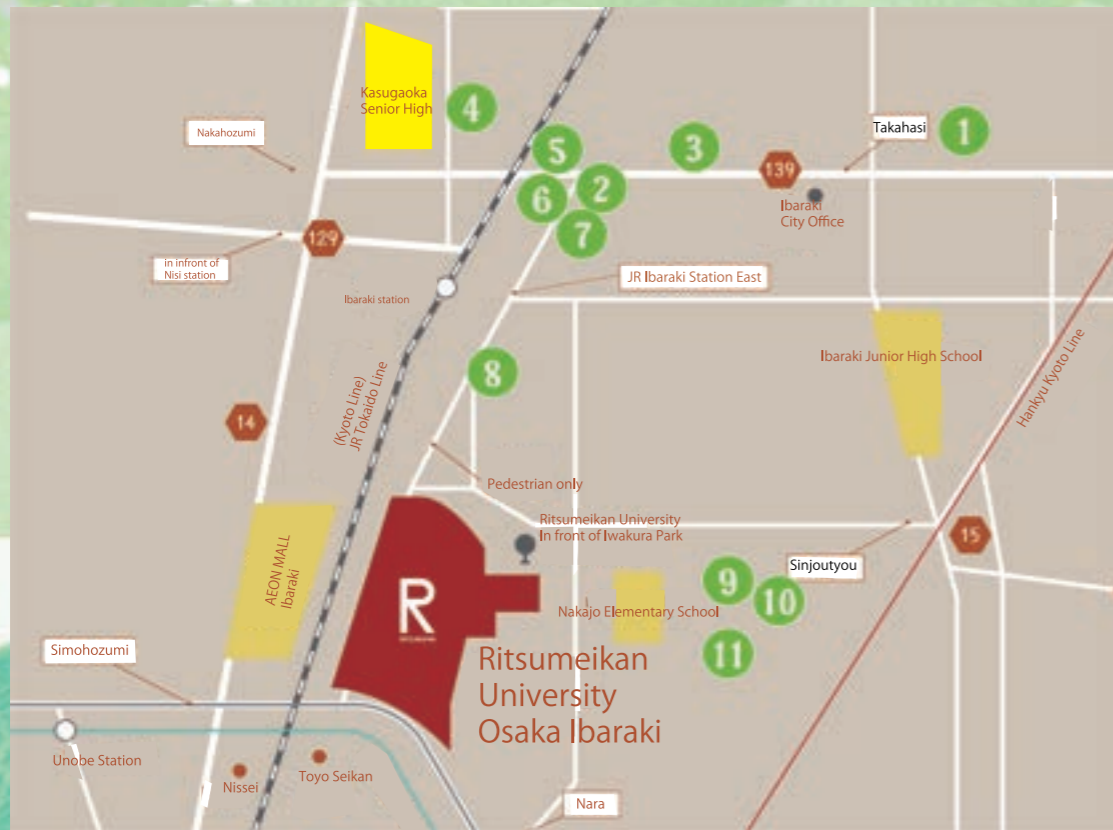 Kasugaoka
Senior High
4
1
Takahasi
Nakahozumi
5
3
139
2
6
Ibaraki
City Office
7
129
in infront of
Nisi station
JR Ibaraki Station East
Ibaraki station
Ibaraki Junior High School
8
Hankyu Kyoto Line
(Kyoto Line)
JR Tokaido Line
14
Pedestrian only
Ritsumeikan University
In front of Iwakura Park
15
Sinjoutyou
AEON MALL
Ibaraki
R
9
10
Nakajo Elementary School
11
Simohozumi
Ritsumeikan
University
Osaka Ibaraki
Unobe Station
Toyo Seikan
Nissei
Nara